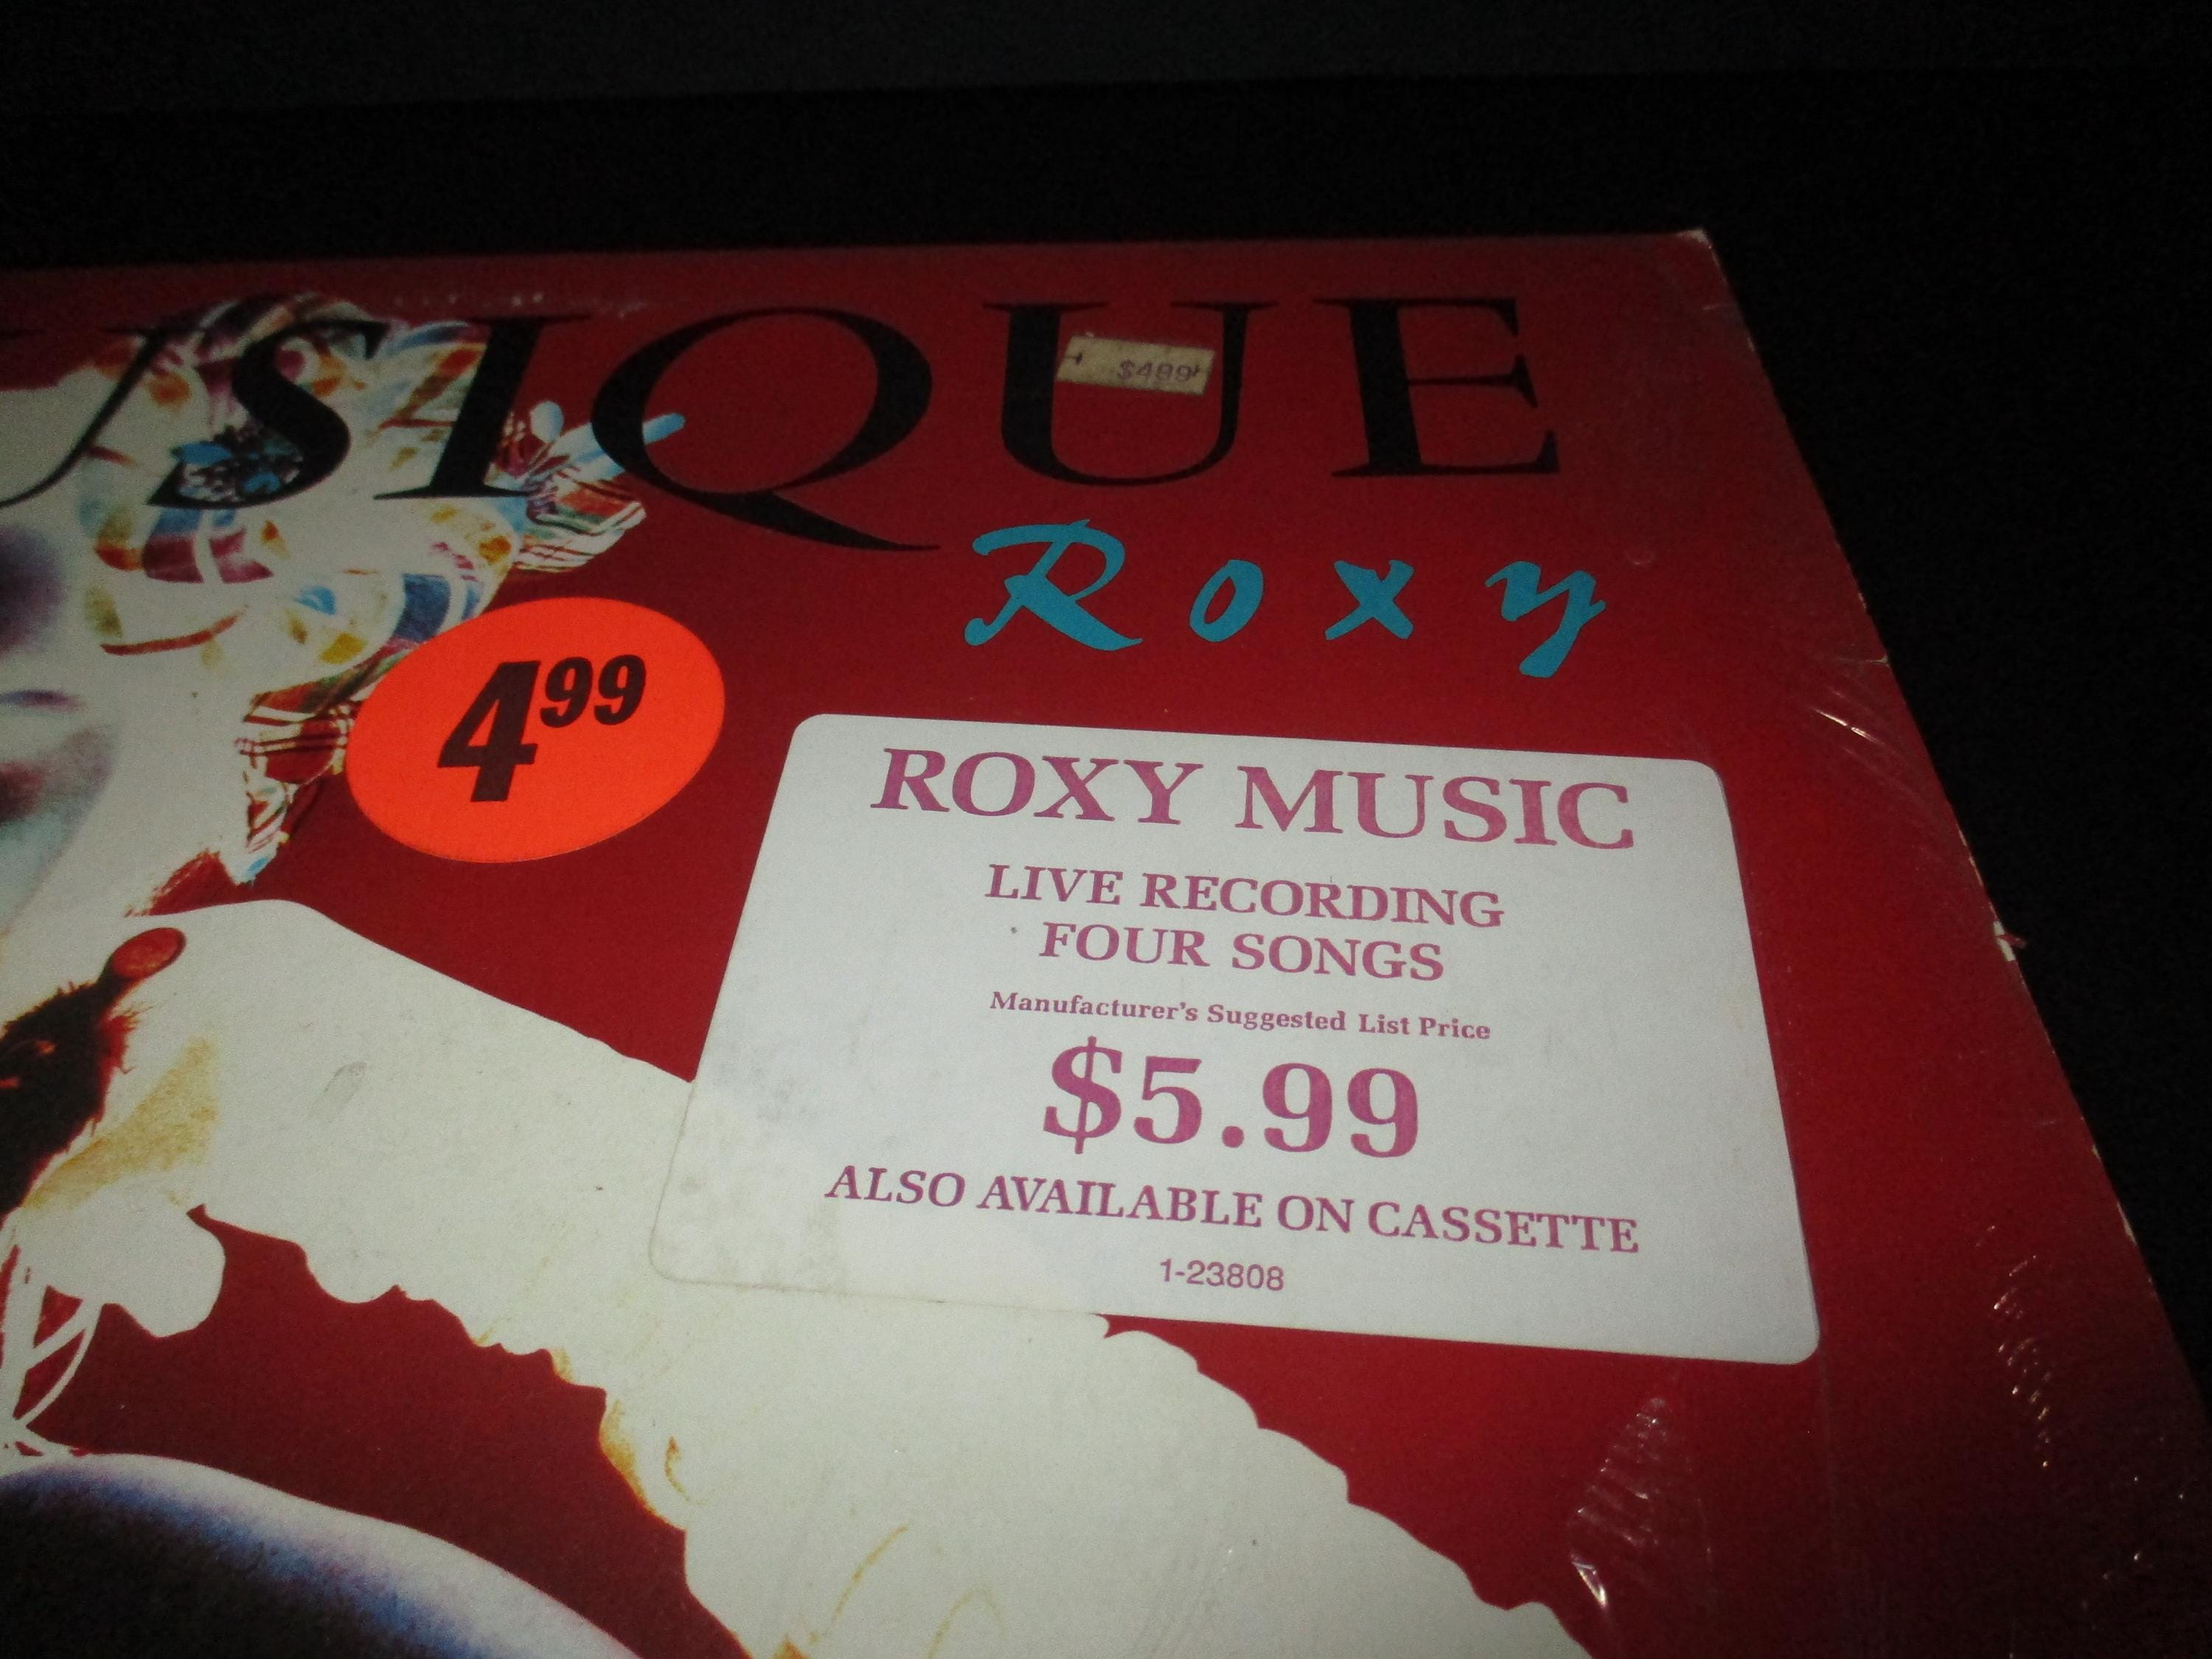 USIQUE
$499
Roxy
4.99
ROXY MUSIC
LIVE RECORDING
FOUR SONGS
Manufacturer's Suggested List Price
$5.99
ALSO AVAILABLE ON CASSETTE
1-23808